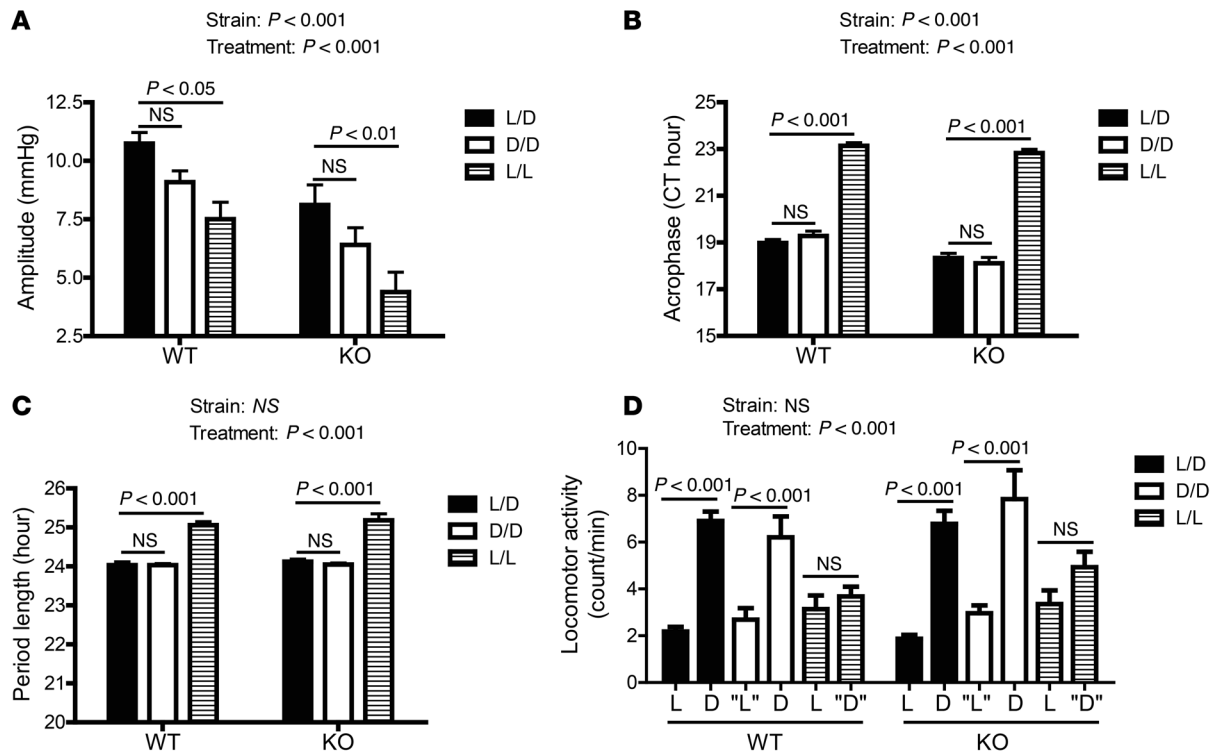 A
Strain: P < 0.001
Treatment: P < 0.001
P < 0.05
NS
P < 0.01
NS
12.5
10.0
7.5
5.0
2.5
Amplitude (mmHg)
WT KO
L/D
D/D
L/L
B
Strain: P < 0.001
Treatment: P < 0.001
P < 0.001
NS
P < 0.001
NS
25
23
21
19
17
15
Acrophase (CT hour)
WT KO
L/D
D/D
L/L
C
Strain: NS
Treatment: P < 0.001
P < 0.001
NS
P < 0.001
NS
26
25
24
23
22
21
20
Period length (hour)
WT KO
L/D
D/D
L/L
D
Strain: NS
Treatment: P < 0.001
P < 0.001
P < 0.001
NS
P < 0.001
P < 0.001
NS
10
8
6
4
2
0
Locomotor activity
(count/min)
L D "L" D L "D" L D "L" D L "D"
WT KO
L/D
D/D
L/L